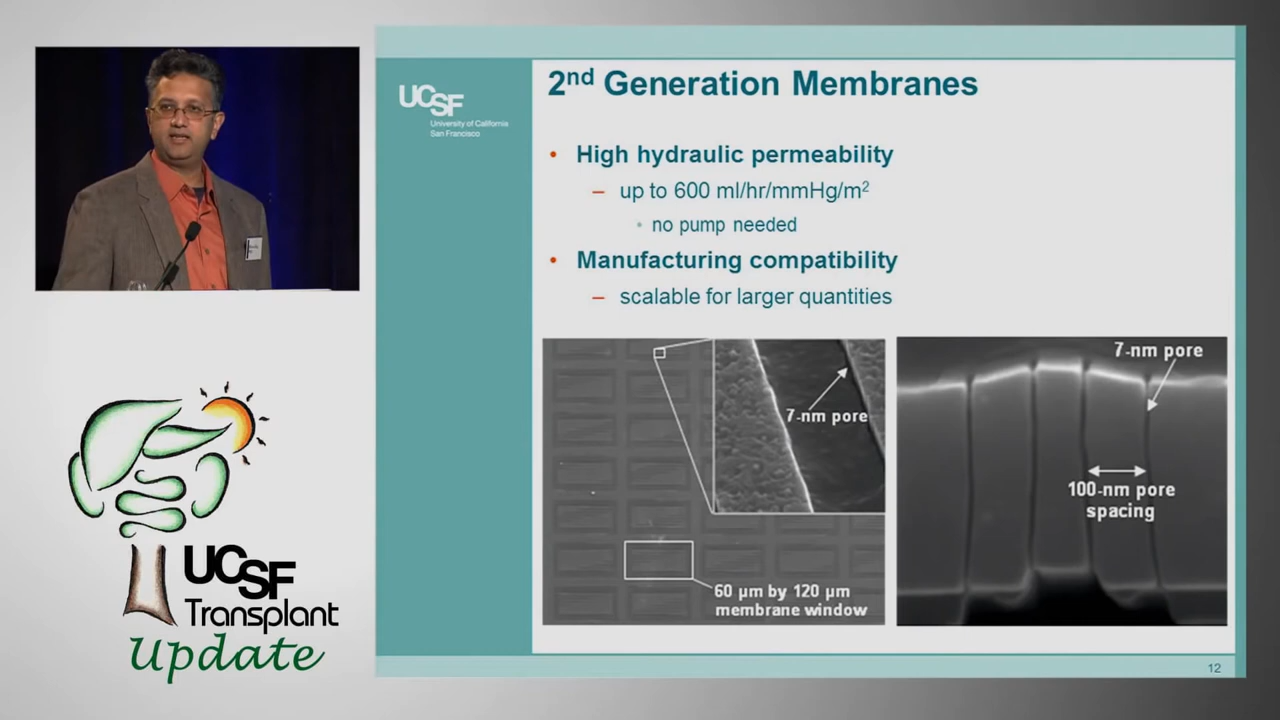 UCSF
University of California
San Francisco
2nd Generation Membranes
• High hydraulic permeability
– up to 600 ml/hr/mmHg/m2
• no pump needed
• Manufacturing compatibility
– scalable for larger quantities
7-nm pore
60 µm by 120 µm
membrane window
7-nm pore
100-nm pore
spacing
12
UCSF
Transplant
Update